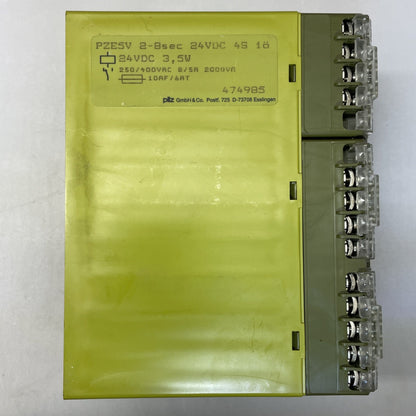 PZE5V 2-8sec 24VDC 4S 1ö
24VDC 3,5W
250/400VAC 8/5A 2000VA
10AF/6AT
474985
pilz GmbH & Co. Postf. 725 D-73708 Esslingen